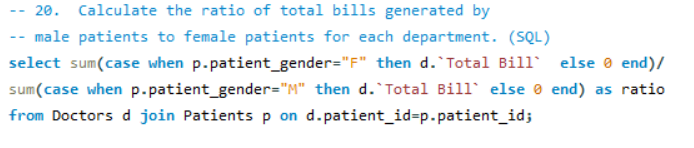 -- 20.  Calculate the ratio of total bills generated by
-- male patients to female patients for each department. (SQL)
select sum(case when p.patient_gender="F" then d.`Total Bill`  else 0 end)/
sum(case when p.patient_gender="M" then d.`Total Bill` else 0 end) as ratio
from Doctors d join Patients p on d.patient_id=p.patient_id;